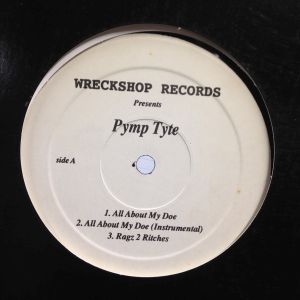 WRECKSHOP RECORDS
Presents
Pymp Tyte
side A
1. All About My Doe
2. All About My Doe (Instrumental)
3. Ragz 2 Ritches